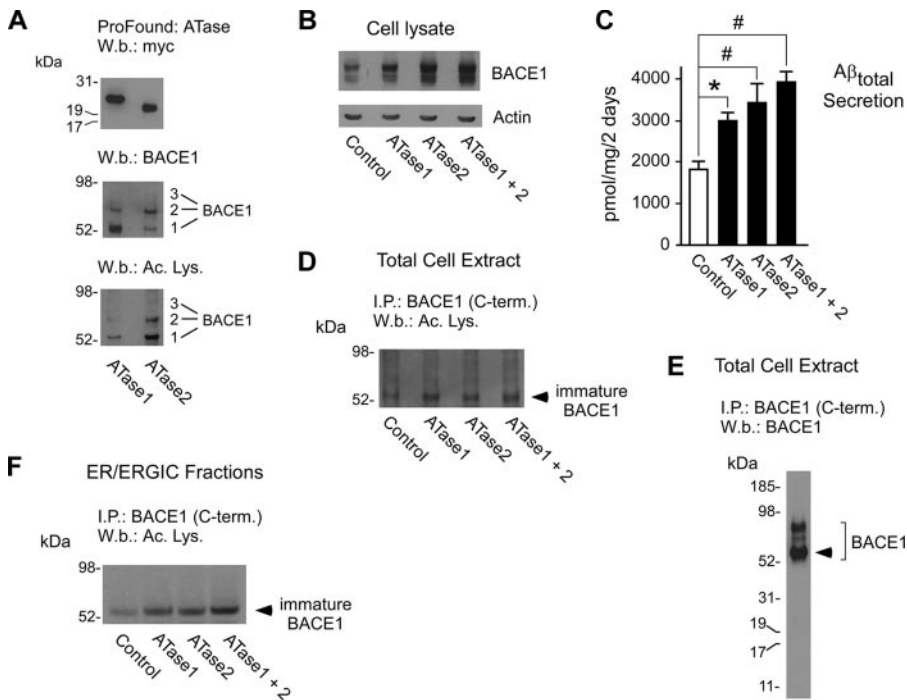 A
ProFound: ATase
W.b.: myc
kDa
31-
19
17
W.b.: BACE1
98-
52-
3
2
1
BACE1
W.b.: Ac. Lys.
98-
52-
3
2
1
BACE1
ATase1
ATase2
B
Cell lysate
BACE1
Actin
Control
ATase1
ATase2
ATase1 + 2
C
#
#
*
Aβtotal
Secretion
pmol/mg/2 days
4000
3000
2000
1000
0
Control
ATase1
ATase2
ATase1 + 2
D
Total Cell Extract
I.P.: BACE1 (C-term.)
W.b.: Ac. Lys.
kDa
98-
52-
immature
BACE1
Control
ATase1
ATase2
ATase1 + 2
E
Total Cell Extract
I.P.: BACE1 (C-term.)
W.b.: BACE1
kDa
185-
98-
52-
31-
19
17
11-
BACE1
F
ER/ERGIC Fractions
I.P.: BACE1 (C-term.)
W.b.: Ac. Lys.
kDa
98-
52-
immature
BACE1
Control
ATase1
ATase2
ATase1 + 2